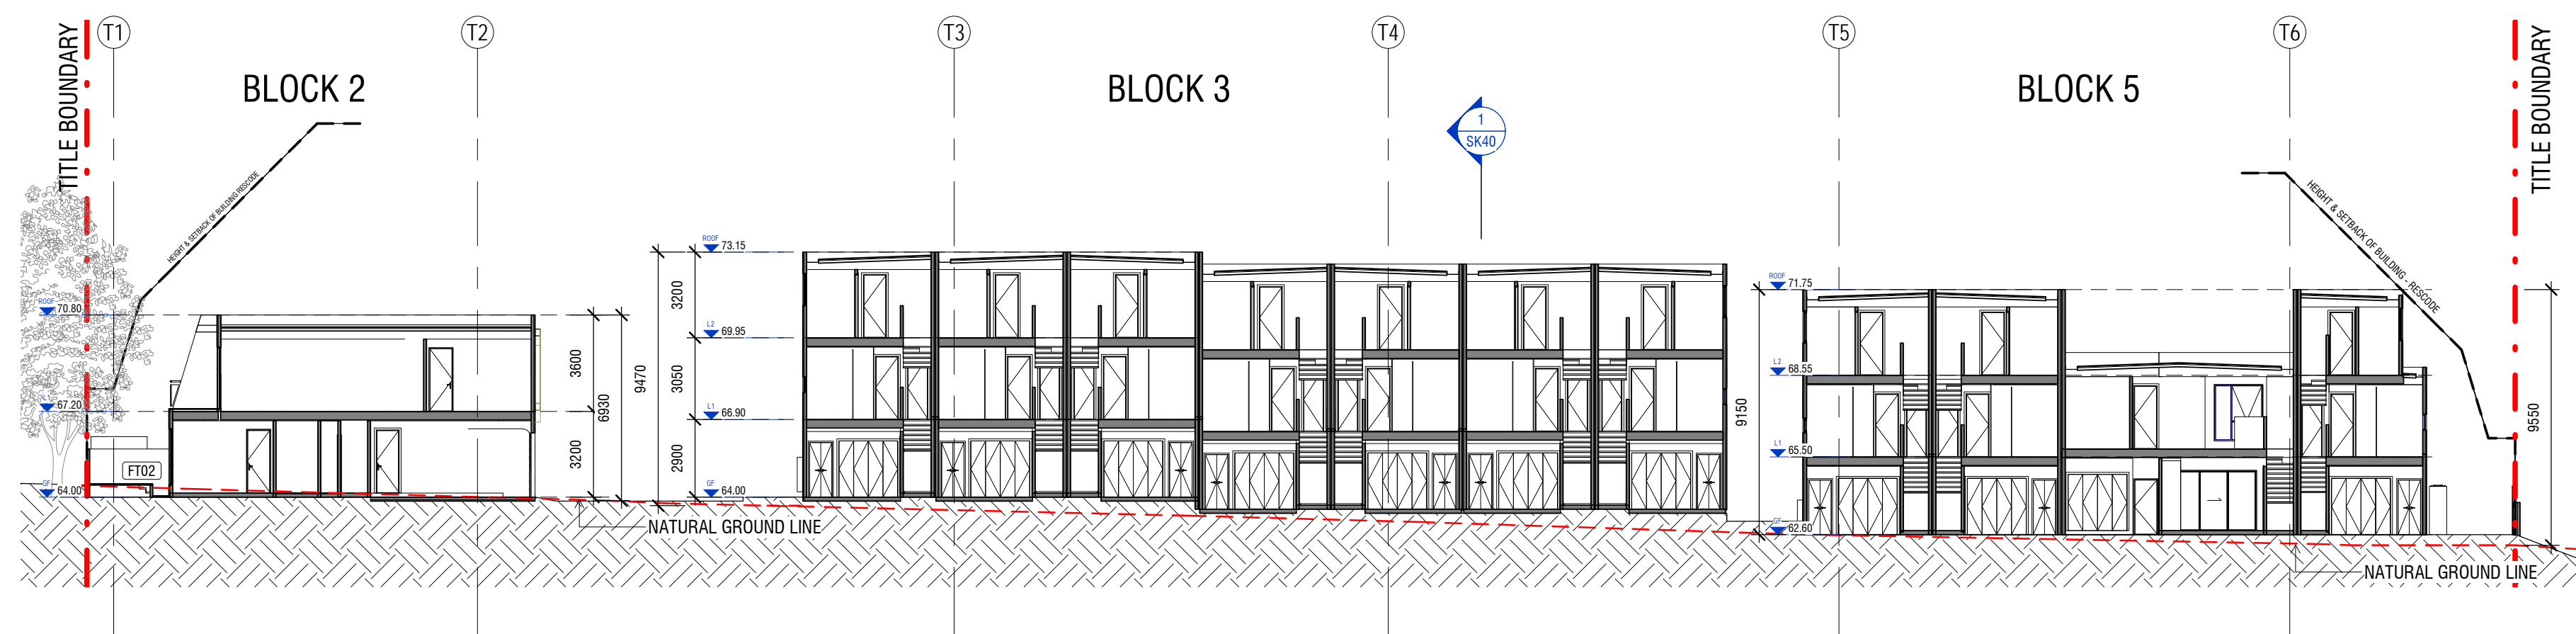 T1
T2
T3
T4
T5
T6
TITLE BOUNDARY
BLOCK 2
BLOCK 3
BLOCK 5
TITLE BOUNDARY
1
SK40
HEIGHT & SETBACK OF BUILDING RESCODE
HEIGHT & SETBACK OF BUILDING - RESCODE
ROOF
70.80
L1
67.20
GF
64.00
FT02
3600
3200
6930
9470
3200
3050
2900
ROOF
73.15
L2
69.95
L1
66.90
GF
64.00
NATURAL GROUND LINE
9150
ROOF
71.75
L2
68.55
L1
65.50
GF
62.60
9550
NATURAL GROUND LINE